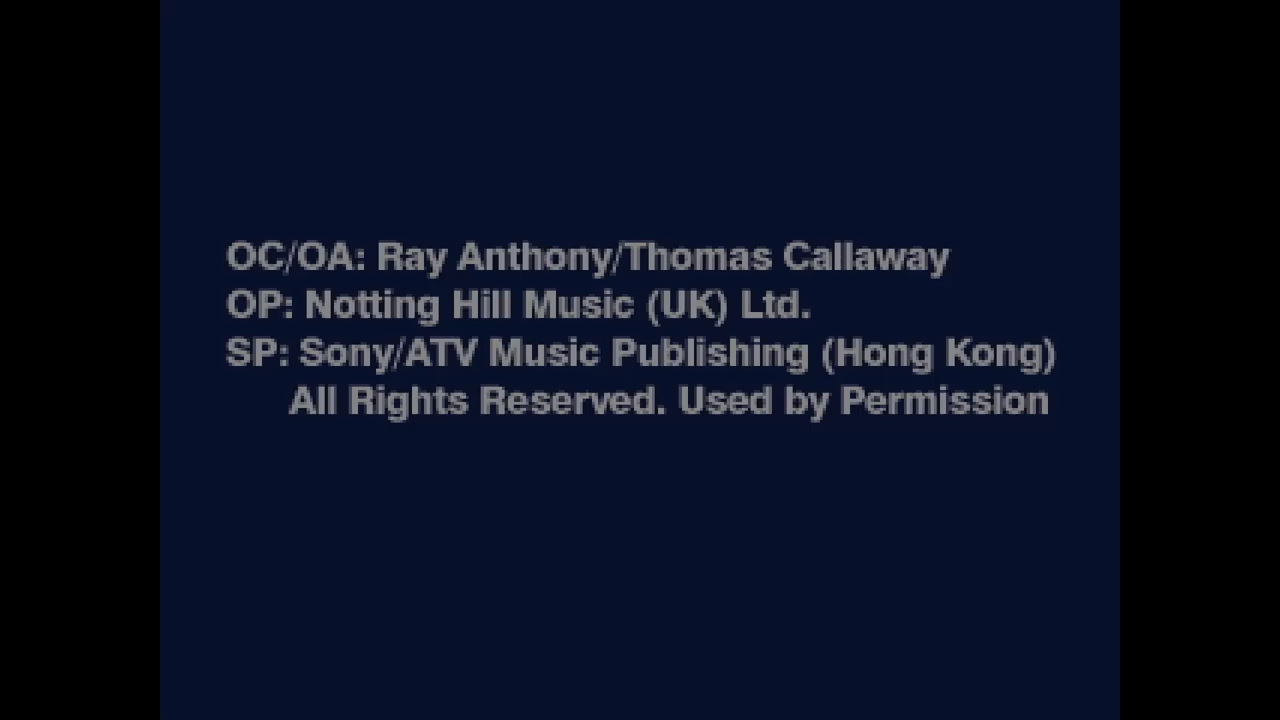 OC/OA: Ray Anthony/Thomas Callaway
OP: Notting Hill Music (UK) Ltd.
SP: Sony/ATV Music Publishing (Hong Kong)
All Rights Reserved. Used by Permission